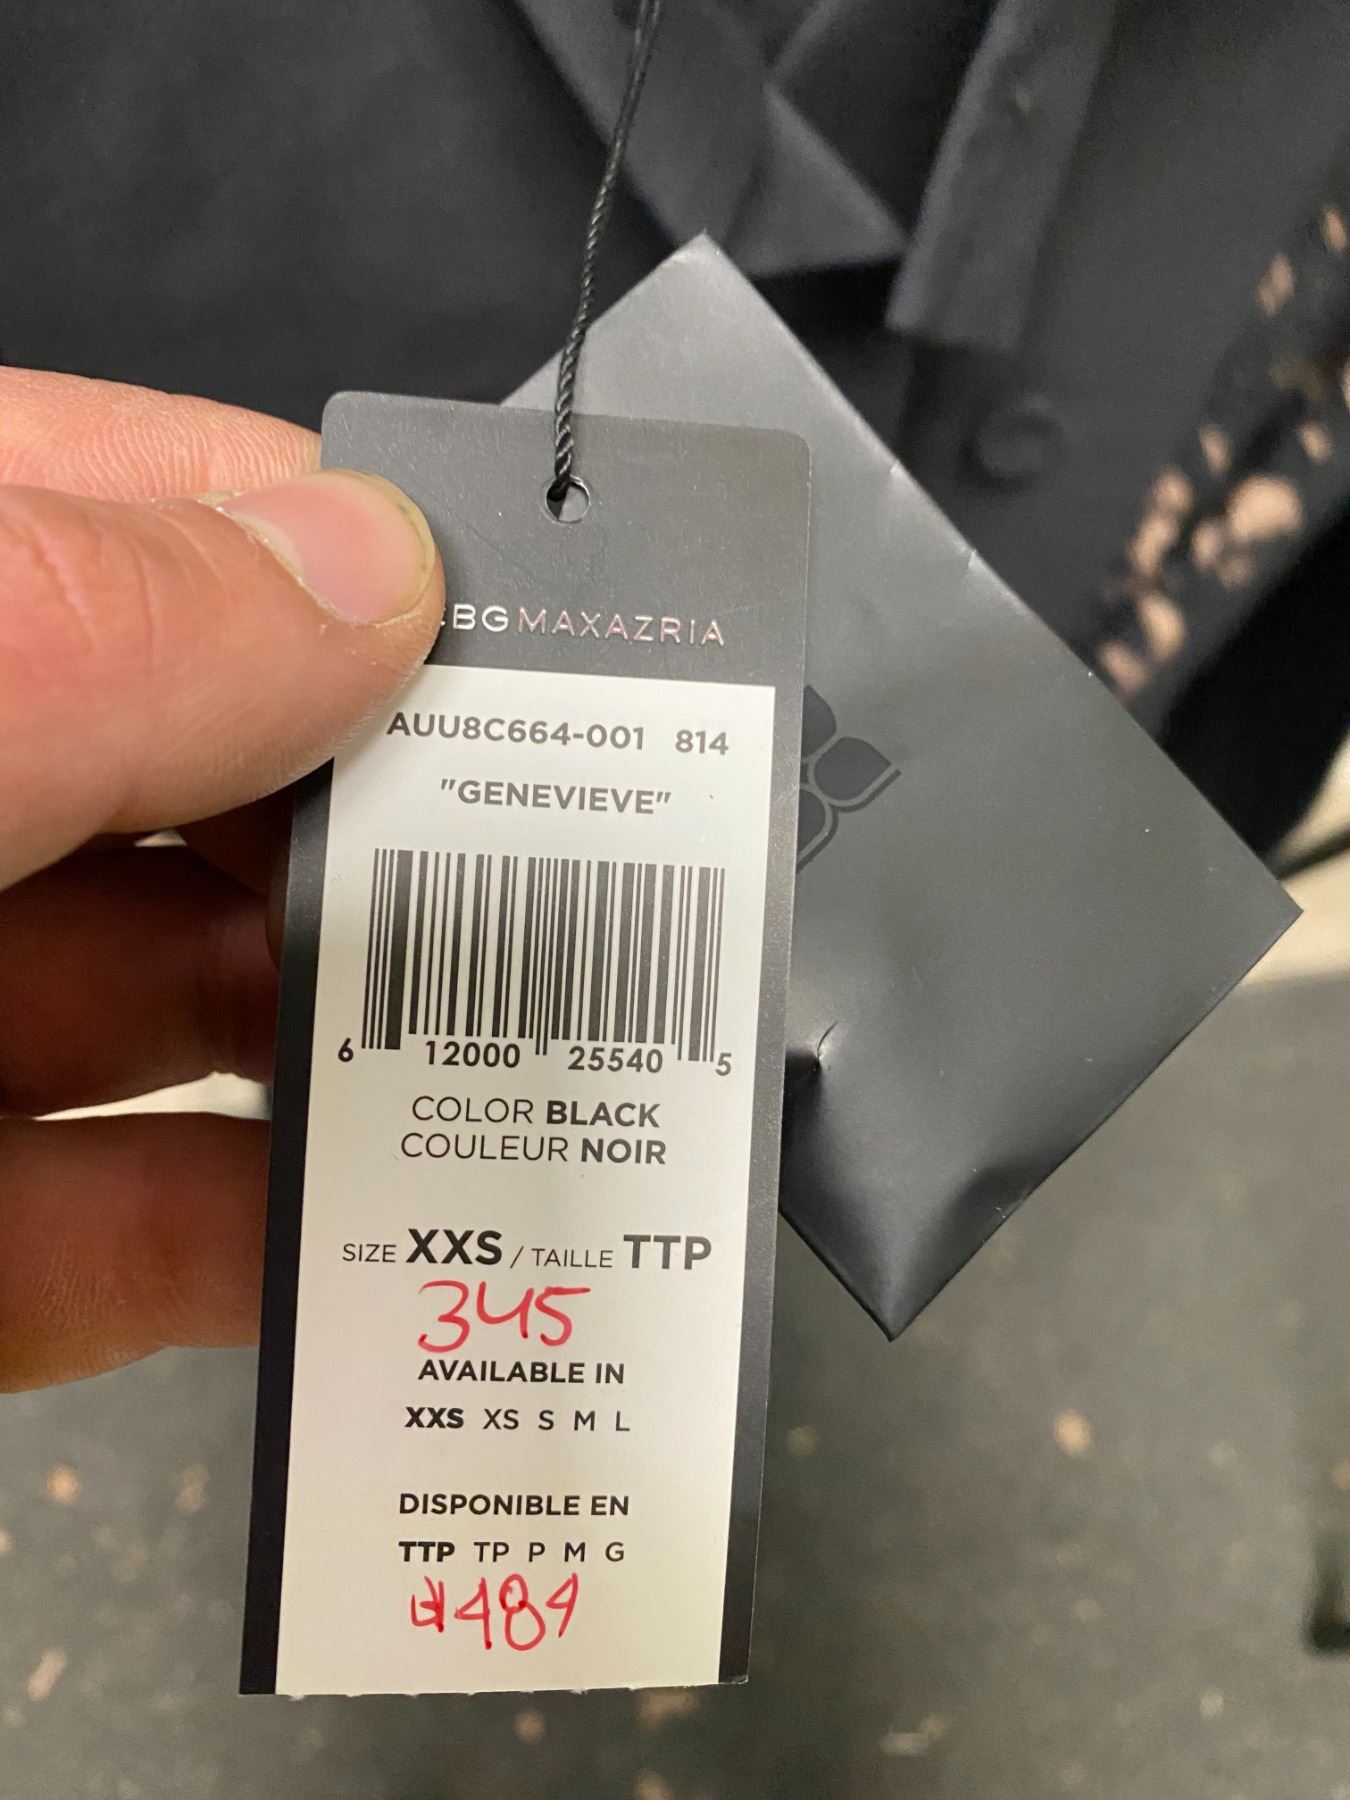 CBGMAXAZRIA
AUU8C664-001 814
"GENEVIEVE"
6 12000 25540 5
COLOR BLACK
COULEUR NOIR
SIZE XXS / TAILLE TTP
345
AVAILABLE IN
XXS XS S M L
DISPONIBLE EN
TTP TP P M G